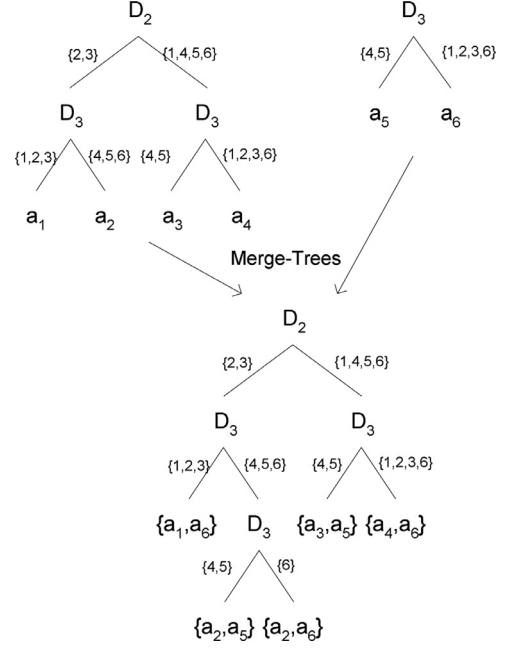 D₂ D₃
{2,3} {1,4,5,6} {4,5} {1,2,3,6}
D₃ D₃ a₅ a₆
{1,2,3} {4,5,6} {4,5} {1,2,3,6}
a₁ a₂ a₃ a₄
Merge-Trees
D₂
{2,3} {1,4,5,6}
D₃ D₃
{1,2,3} {4,5,6} {4,5} {1,2,3,6}
{a₁,a₆} D₃ {a₃,a₅} {a₄,a₆}
{4,5} {6}
{a₂,a₅} {a₂,a₆}